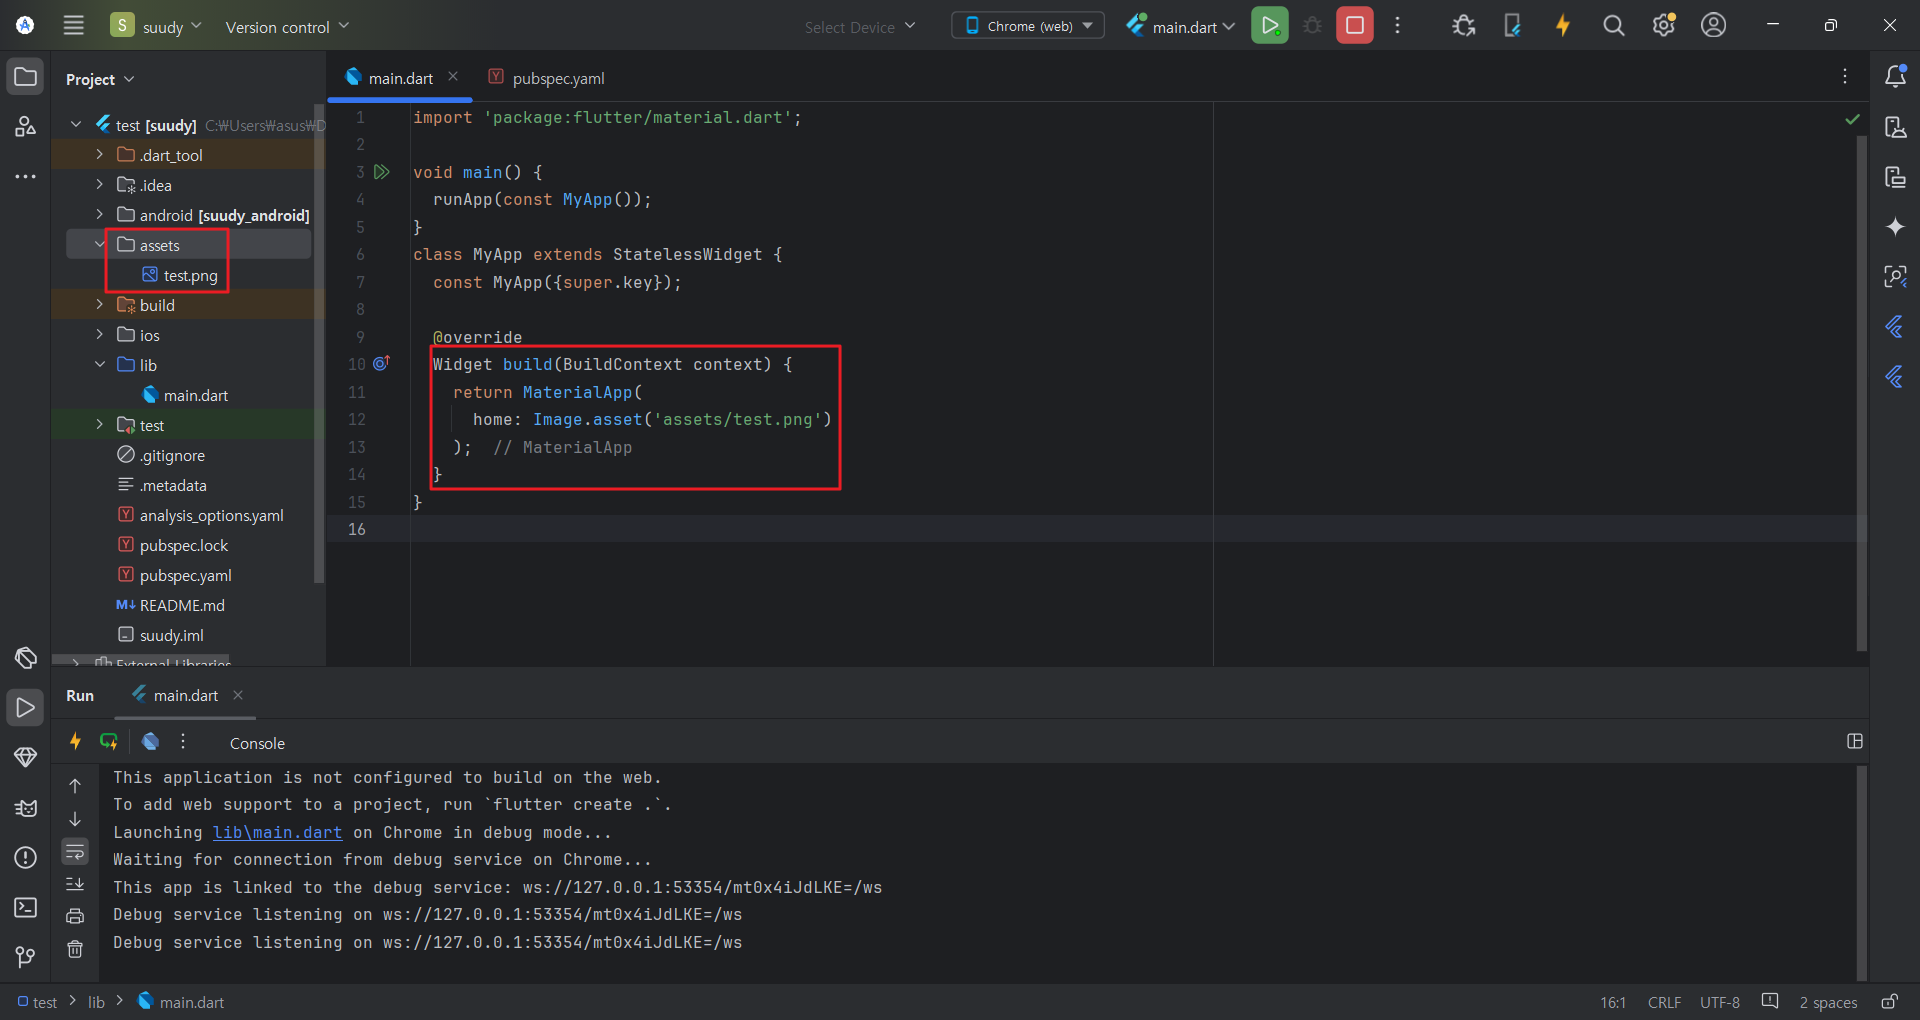 S suudy Version control Select Device Chrome (web) main.dart
Project
main.dart pubspec.yaml
test [suudy] C:₩Users₩asus₩D
.dart_tool
.idea
android [suudy_android]
assets
test.png
build
ios
lib
main.dart
test
.gitignore
.metadata
analysis_options.yaml
pubspec.lock
pubspec.yaml
M↓ README.md
suudy.iml
External Libraries
1 import 'package:flutter/material.dart';
2
3 void main() {
4 runApp(const MyApp());
5 }
6 class MyApp extends StatelessWidget {
7 const MyApp({super.key});
8
9 @override
10 Widget build(BuildContext context) {
11 return MaterialApp(
12 home: Image.asset('assets/test.png')
13 ); // MaterialApp
14 }
15 }
16
Run main.dart
Console
This application is not configured to build on the web.
To add web support to a project, run `flutter create .`.
Launching lib\main.dart on Chrome in debug mode...
Waiting for connection from debug service on Chrome...
This app is linked to the debug service: ws://127.0.0.1:53354/mt0x4iJdLKE=/ws
Debug service listening on ws://127.0.0.1:53354/mt0x4iJdLKE=/ws
Debug service listening on ws://127.0.0.1:53354/mt0x4iJdLKE=/ws
test > lib > main.dart 16:1 CRLF UTF-8 2 spaces